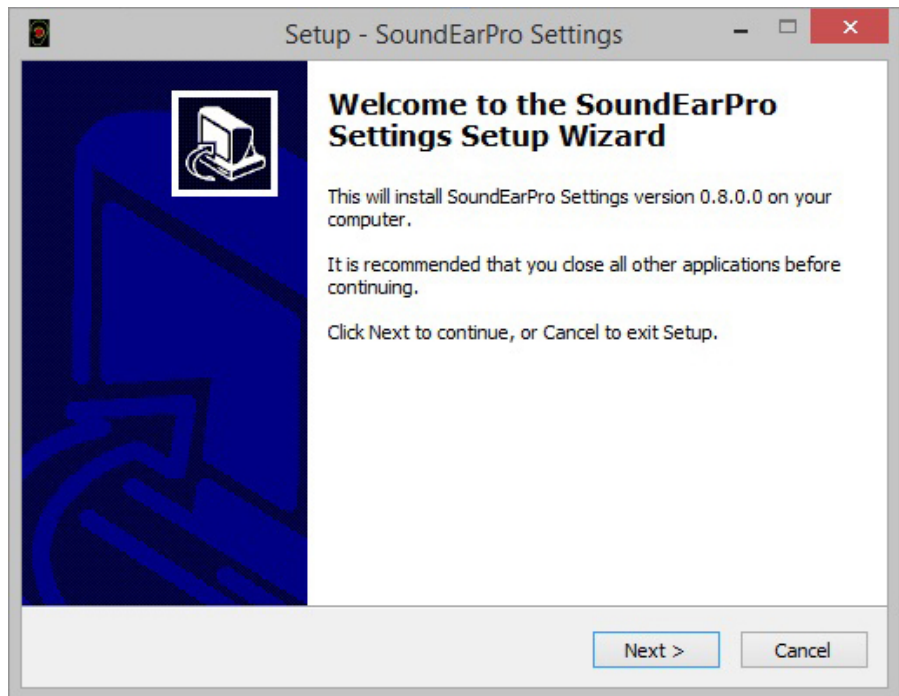 Setup - SoundEarPro Settings
Welcome to the SoundEarPro
Settings Setup Wizard
This will install SoundEarPro Settings version 0.8.0.0 on your
computer.
It is recommended that you close all other applications before
continuing.
Click Next to continue, or Cancel to exit Setup.
Next >
Cancel